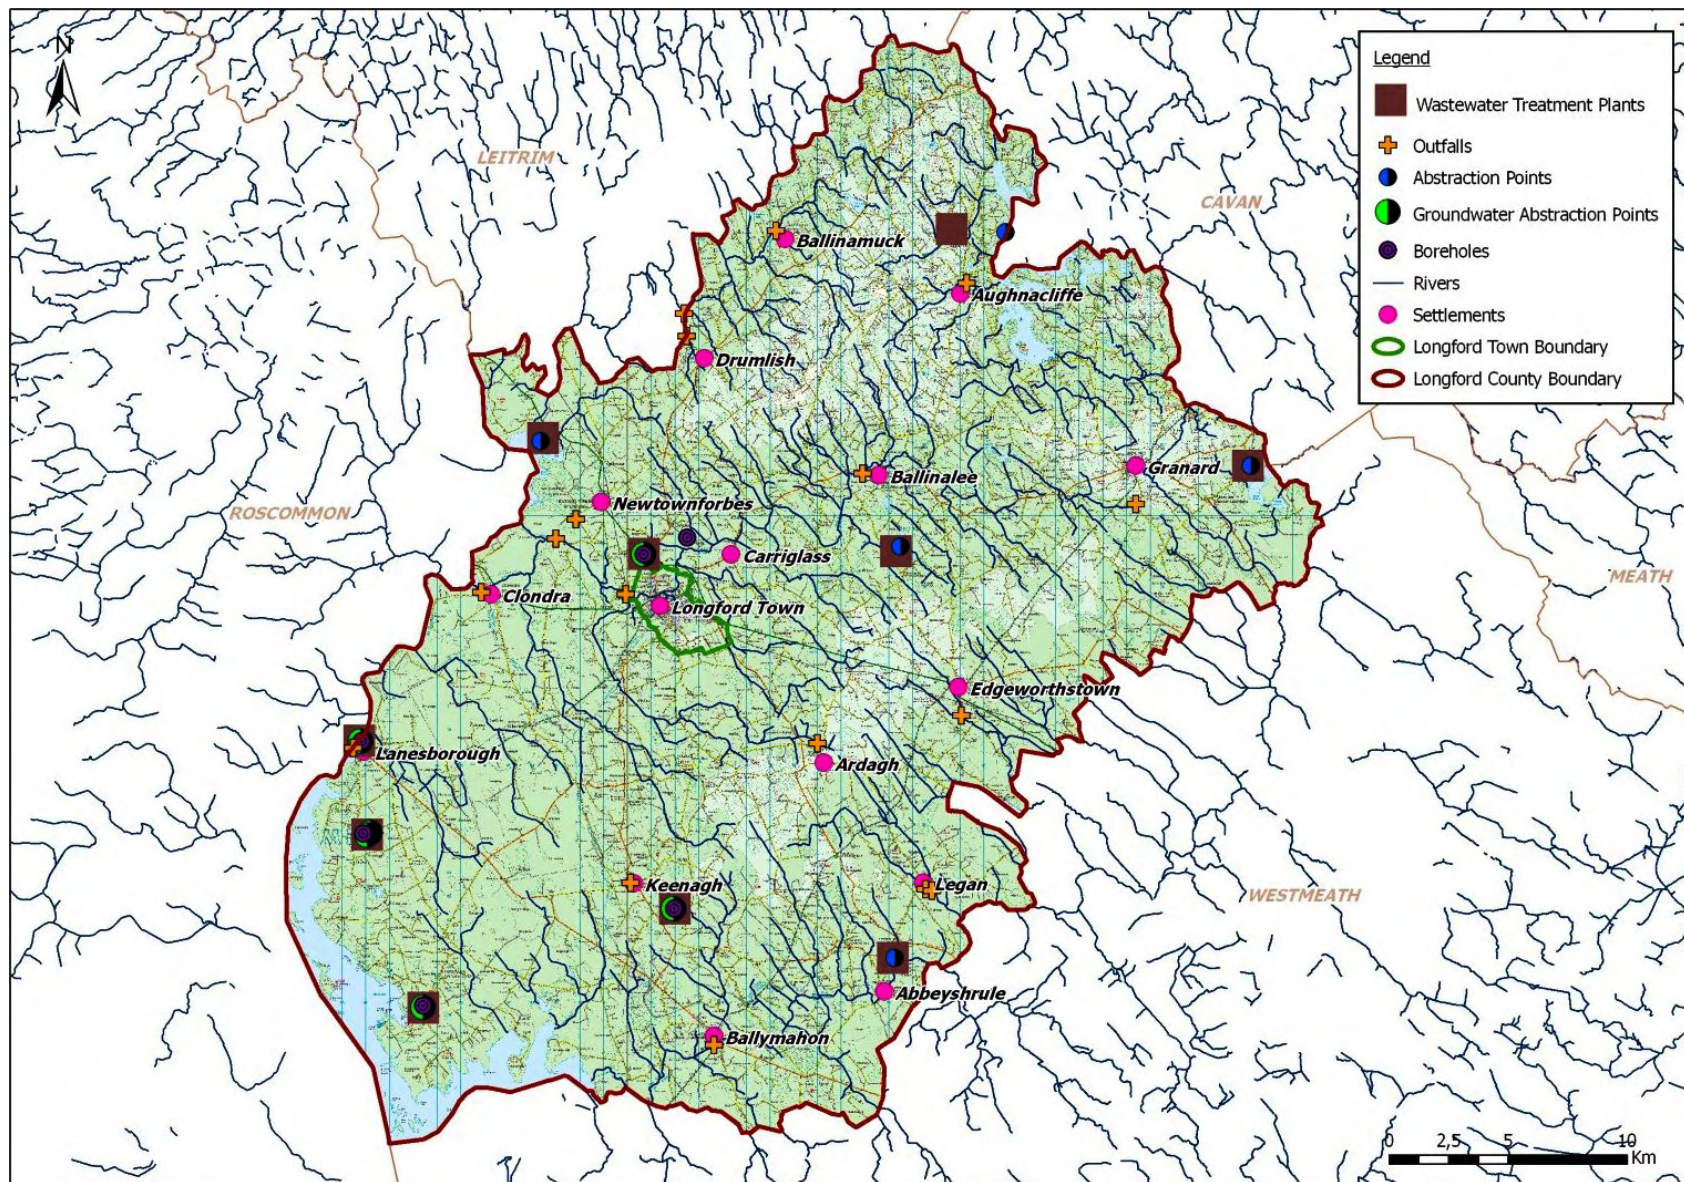 N
Legend
Wastewater Treatment Plants
Outfalls
Abstraction Points
Groundwater Abstraction Points
Boreholes
Rivers
Settlements
Longford Town Boundary
Longford County Boundary
LEITRIM
CAVAN
Ballinamuck
Aughnacliffe
Drumlish
Ballinalee
Granard
Newtownforbes
ROSCOMMON
Carriglass
MEATH
Clondra
Longford Town
Edgeworthstown
Lanesborough
Ardagh
Keenagh
Legan
WESTMEATH
Abbeyshrule
Ballymahon
0 2,5 5 10
Km